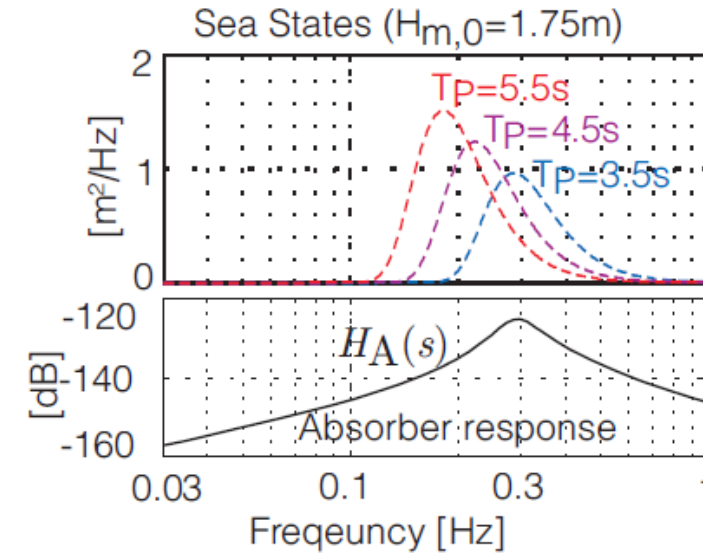 Sea States (Hm,0=1.75m)
2
TP=5.5s
TP=4.5s
1
TP=3.5s
[m²/Hz]
0
-120
HA(s)
[dB]
-140
Absorber response
-160
0.03 0.1 0.3 1
Freqeuncy [Hz]